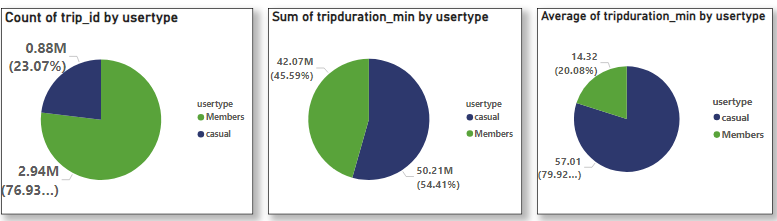 Count of trip_id by usertype
0.88M
(23.07%)
usertype
Members
casual
2.94M
(76.93...)
Sum of tripduration_min by usertype
42.07M
(45.59%)
usertype
casual
Members
50.21M
(54.41%)
Average of tripduration_min by usertype
14.32
(20.08%)
usertype
casual
Members
57.01
(79.92...)